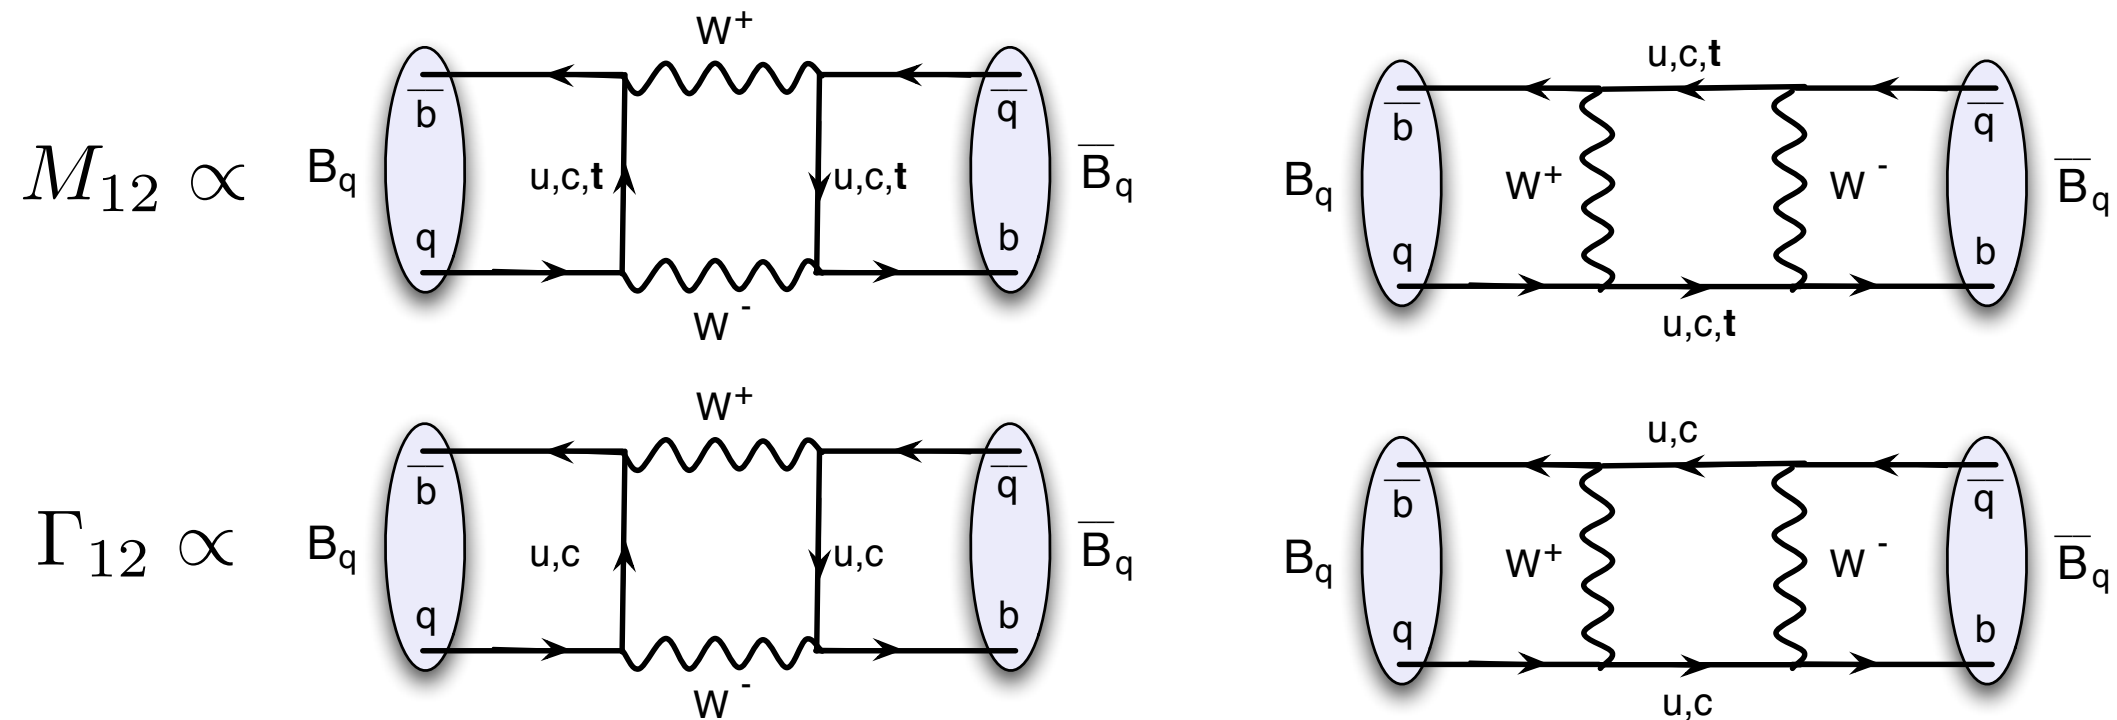 W⁺
M₁₂ ∝
B_q
b̅
q
u,c,t
u,c,t
q̅
b
B̅_q
W⁻
u,c,t
B_q
b̅
q
W⁺
W⁻
q̅
b
B̅_q
u,c,t
W⁺
Γ₁₂ ∝
B_q
b̅
q
u,c
u,c
q̅
b
B̅_q
W⁻
u,c
B_q
b̅
q
W⁺
W⁻
q̅
b
B̅_q
u,c